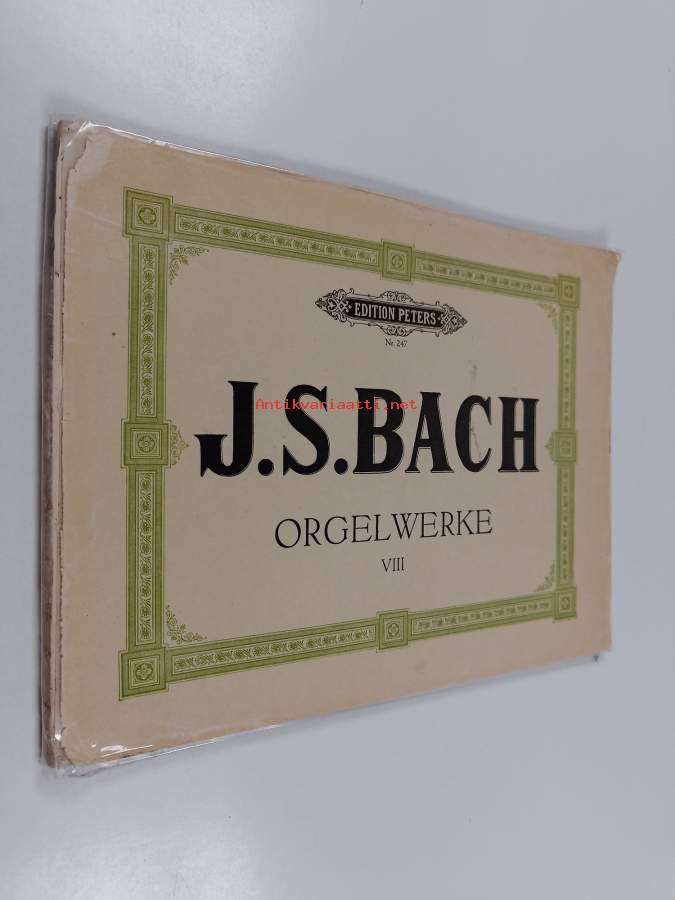 EDITION PETERS
Nr. 247
Antikvariaatti.net
J.S.BACH
ORGELWERKE
VIII